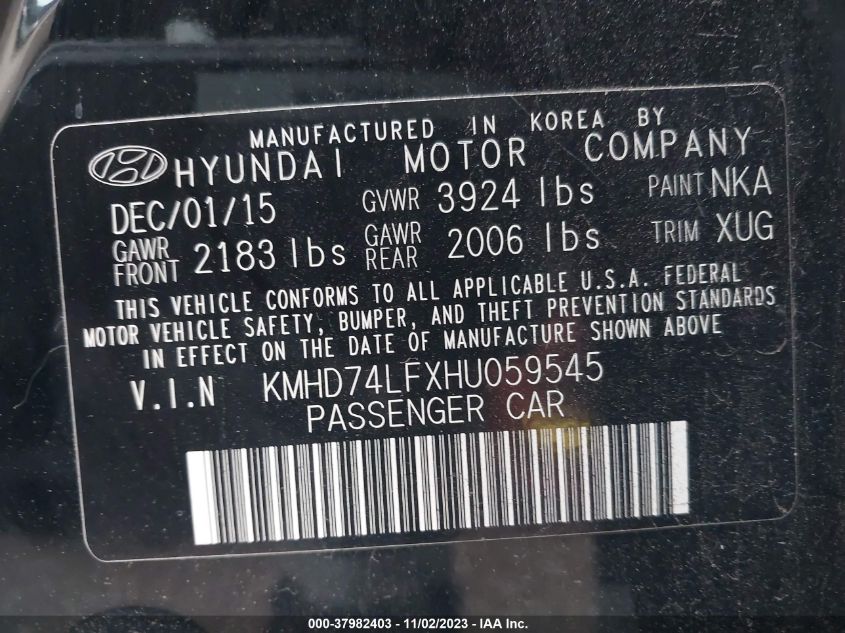 MANUFACTURED IN KOREA BY
HYUNDAI MOTOR COMPANY
DEC/01/15 GVWR 3924 lbs PAINT NKA
GAWR FRONT 2183 lbs GAWR REAR 2006 lbs TRIM XUG
THIS VEHICLE CONFORMS TO ALL APPLICABLE U.S.A. FEDERAL
MOTOR VEHICLE SAFETY, BUMPER, AND THEFT PREVENTION STANDARDS
IN EFFECT ON THE DATE OF MANUFACTURE SHOWN ABOVE
V.I.N KMHD74LFXHU059545
PASSENGER CAR
000-37982403 - 11/02/2023 - IAA Inc.